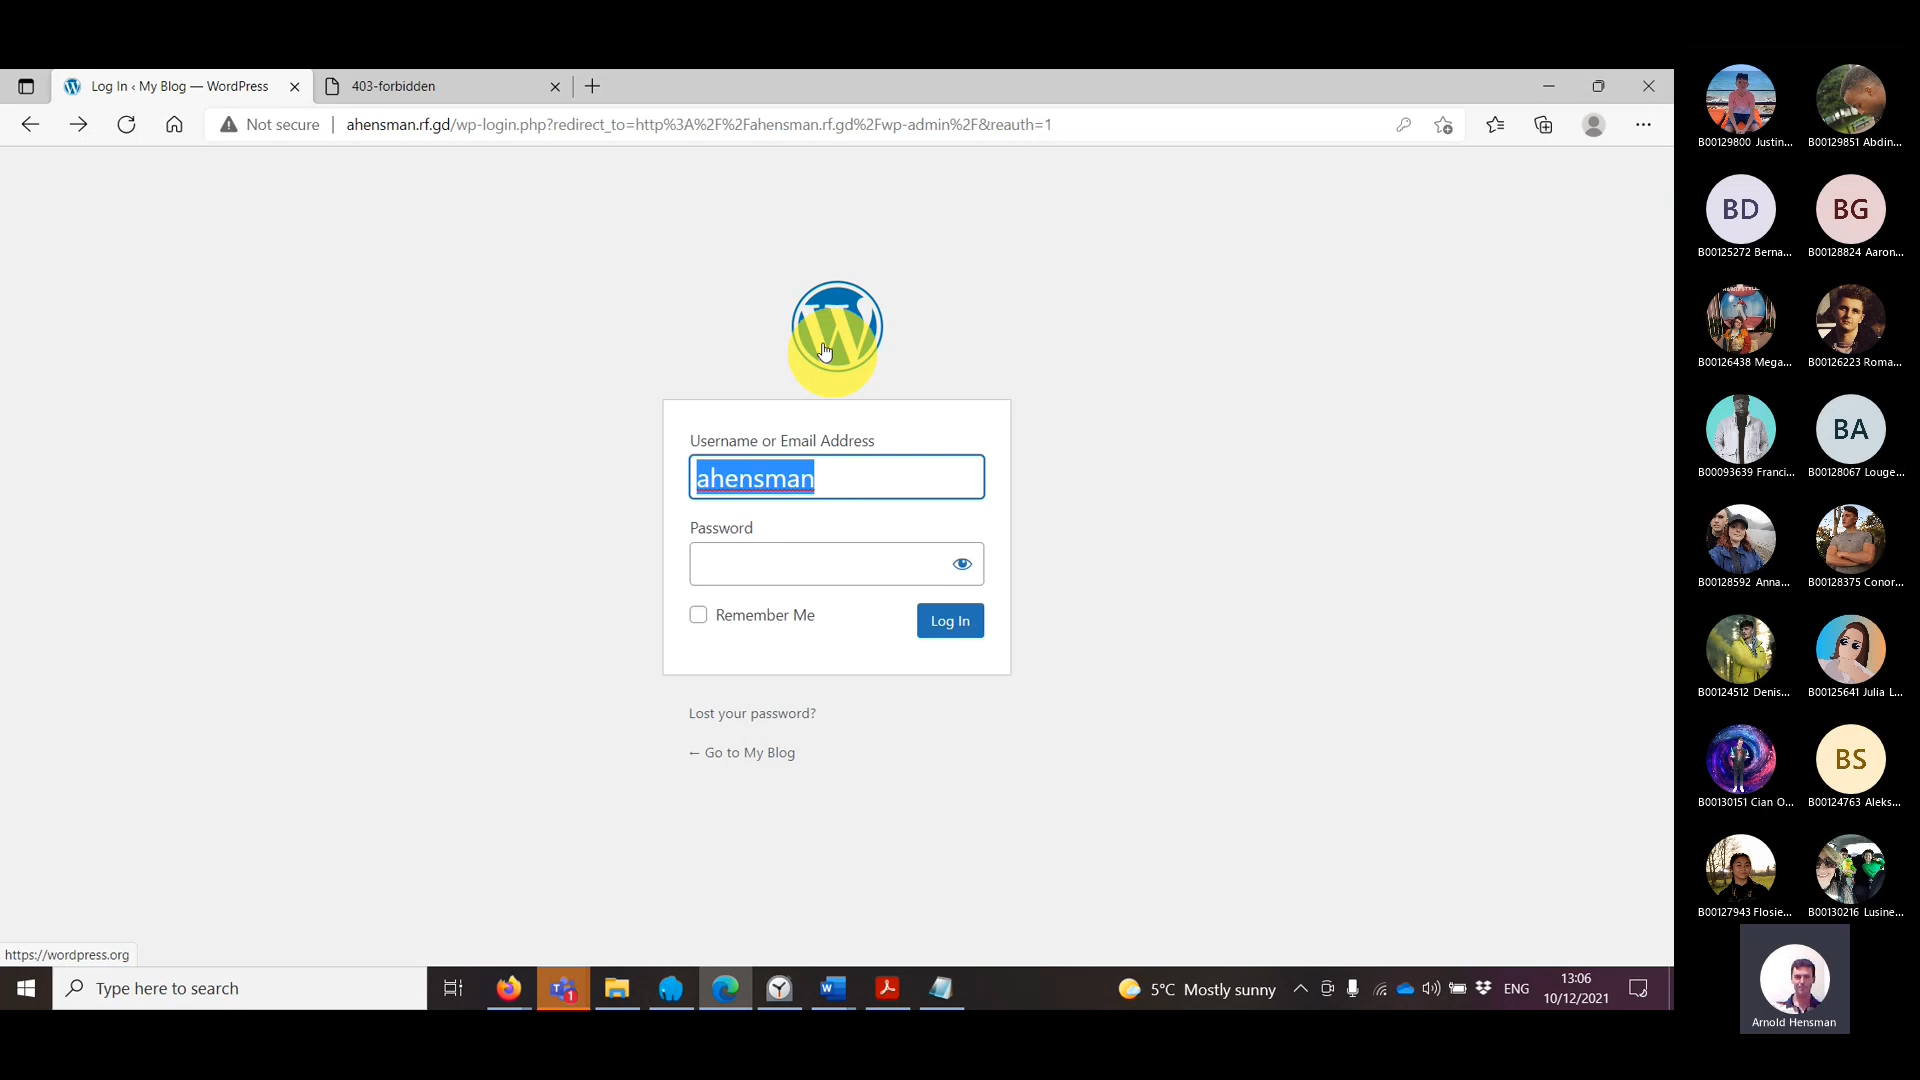 Log In ‹ My Blog — WordPress
403-forbidden
Not secure
ahensman.rf.gd/wp-login.php?redirect_to=http%3A%2F%2Fahensman.rf.gd%2Fwp-admin%2F&reauth=1
Username or Email Address
ahensman
Password
Remember Me
Log In
Lost your password?
← Go to My Blog
https://wordpress.org
Type here to search
1
5°C Mostly sunny
ENG
13:06
10/12/2021
B00129800 Justin...
B00129851 Abdin...
BD
BG
B00125272 Berna...
B00128824 Aaron...
B00126438 Mega...
B00126223 Roma...
BA
B00093639 Franci...
B00128067 Louge...
B00128592 Anna...
B00128375 Conor...
B00124512 Denis...
B00125641 Julia L...
BS
B00130151 Cian O...
B00124763 Aleks...
B00127943 Flosie...
B00130216 Lusine...
Arnold Hensman